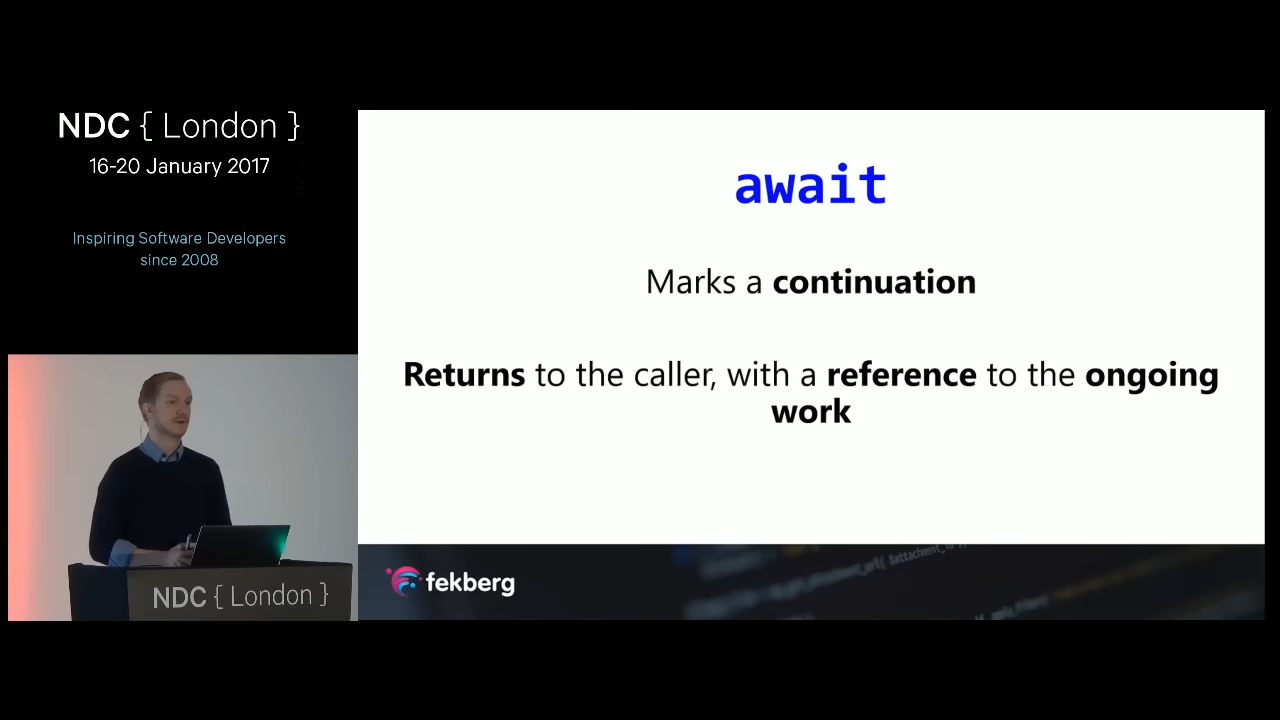 NDC { London }
16-20 January 2017
Inspiring Software Developers
since 2008
await
Marks a continuation
Returns to the caller, with a reference to the ongoing
work
fekberg
NDC { London }